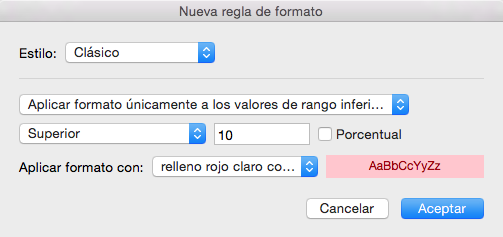 Nueva regla de formato
Estilo: Clásico
Aplicar formato únicamente a los valores de rango inferi...
Superior 10 Porcentual
Aplicar formato con: relleno rojo claro co... AaBbCcYyZz
Cancelar Aceptar